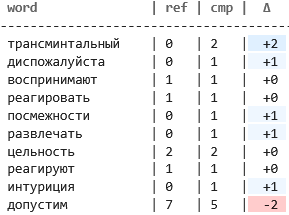 word | ref | cmp | Δ
------------------------------------
трансминтальный | 0 | 2 | +2
диспожалуйста | 0 | 1 | +1
воспринимают | 1 | 1 | +0
реагировать | 1 | 1 | +0
посмежности | 0 | 1 | +1
развлечать | 0 | 1 | +1
цельность | 2 | 2 | +0
реагируют | 1 | 1 | +0
интуриция | 0 | 1 | +1
допустим | 7 | 5 | -2